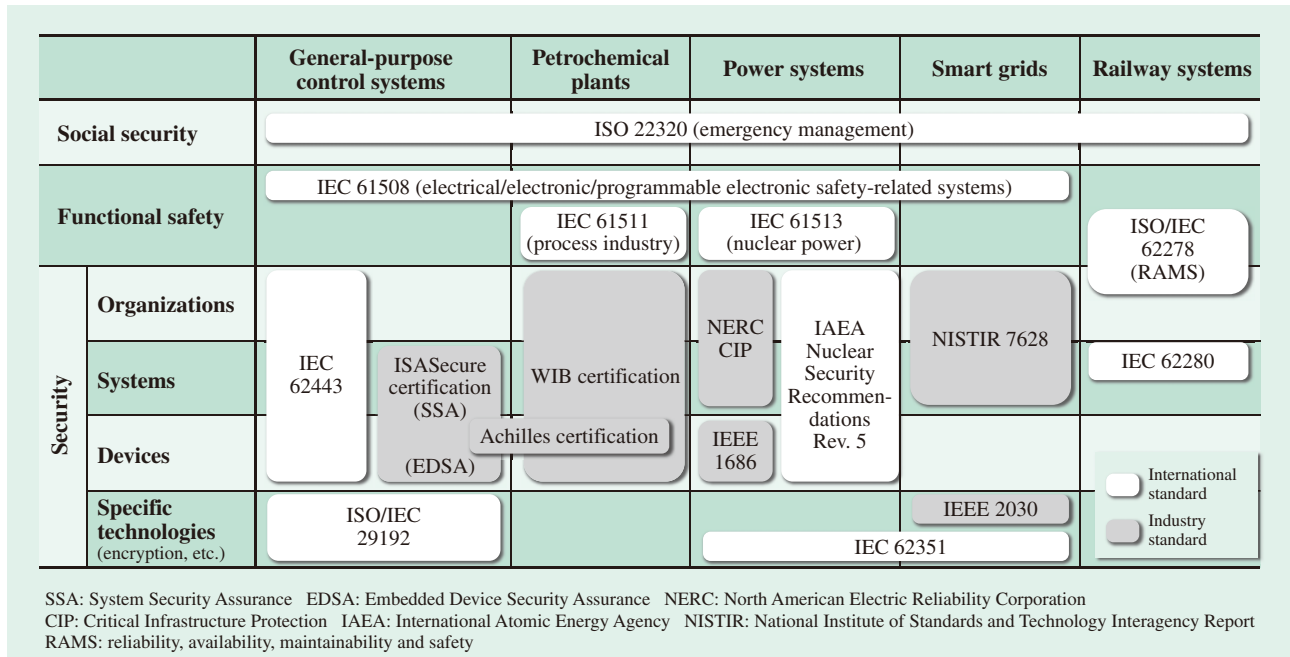 General-purpose
control systems
Petrochemical
plants
Power systems
Smart grids
Railway systems
Social security
ISO 22320 (emergency management)
Functional safety
IEC 61508 (electrical/electronic/programmable electronic safety-related systems)
IEC 61511
(process industry)
IEC 61513
(nuclear power)
ISO/IEC
62278
(RAMS)
Security
Organizations
Systems
Devices
IEC
62443
ISASecure
certification
(SSA)
(EDSA)
WIB certification
Achilles certification
NERC
CIP
IEEE
1686
IAEA
Nuclear
Security
Recommen-
dations
Rev. 5
NISTIR 7628
IEC 62280
Specific
technologies
(encryption, etc.)
ISO/IEC
29192
IEEE 2030
IEC 62351
International
standard
Industry
standard
SSA: System Security Assurance EDSA: Embedded Device Security Assurance NERC: North American Electric Reliability Corporation
CIP: Critical Infrastructure Protection IAEA: International Atomic Energy Agency NISTIR: National Institute of Standards and Technology Interagency Report
RAMS: reliability, availability, maintainability and safety